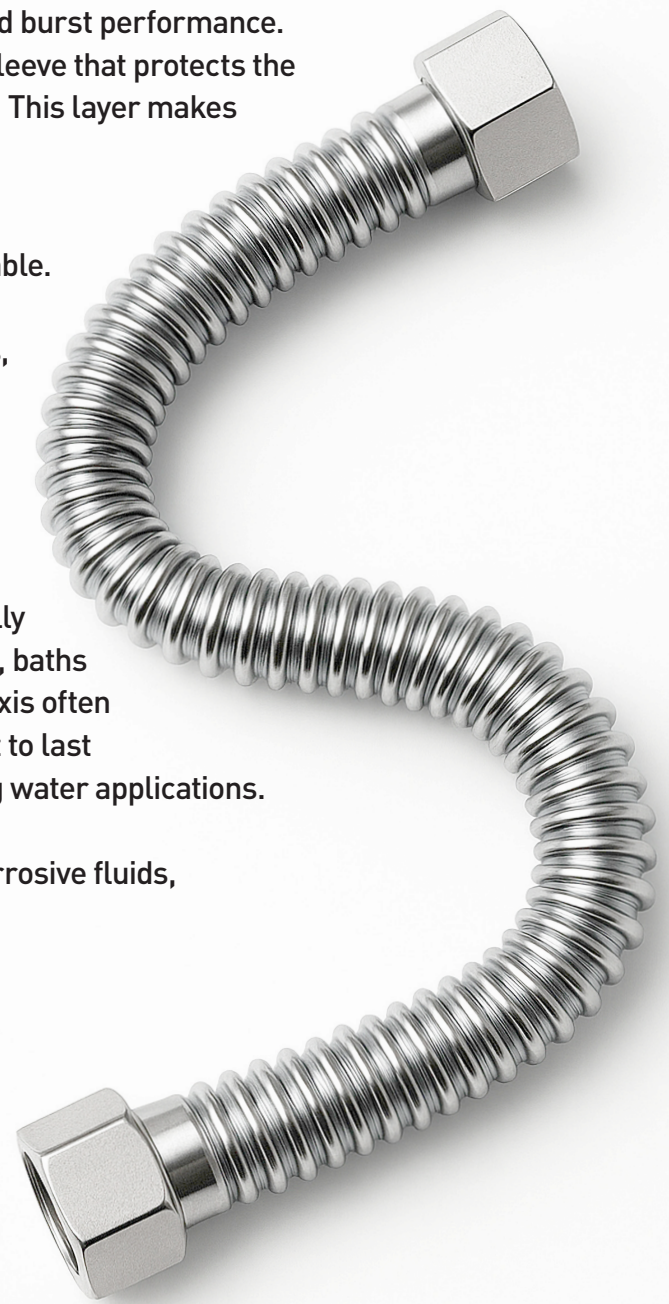 d burst performance.
leeve that protects the
This layer makes
ble.
,
lly
, baths
xis often
t to last
g water applications.
rrosive fluids,